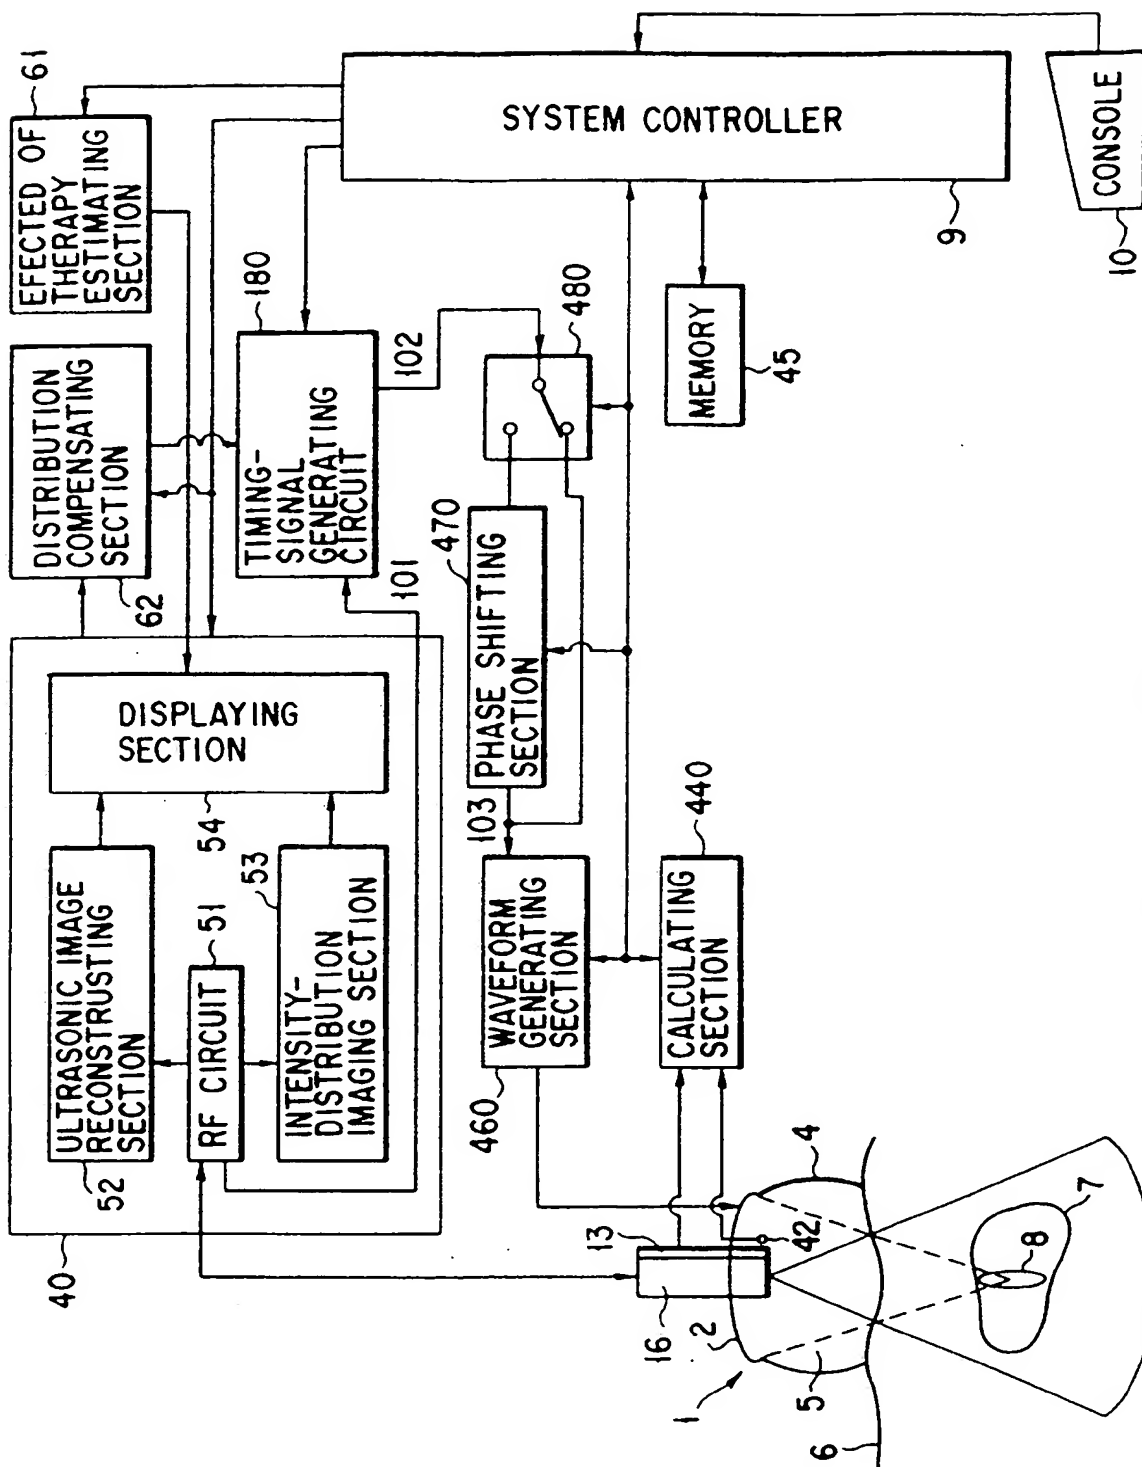 40
52
ULTRASONIC IMAGE
RECONSTRUSTING
SECTION
RF CIRCUIT
51
INTENSITY-
DISTRIBUTION
IMAGING SECTION
53
DISPLAYING
SECTION
54
62
DISTRIBUTION
COMPENSATING
SECTION
EFECTED OF
THERAPY
ESTIMATING
SECTION
61
101
TIMING-
SIGNAL
GENERATING
CIRCUIT
180
102
460
WAVEFORM
GENERATING
SECTION
103
PHASE SHIFTING
SECTION
470
480
CALCULATING
SECTION
440
MEMORY
45
SYSTEM CONTROLLER
9
10
CONSOLE
1
2
16
13
42
4
5
6
7
8